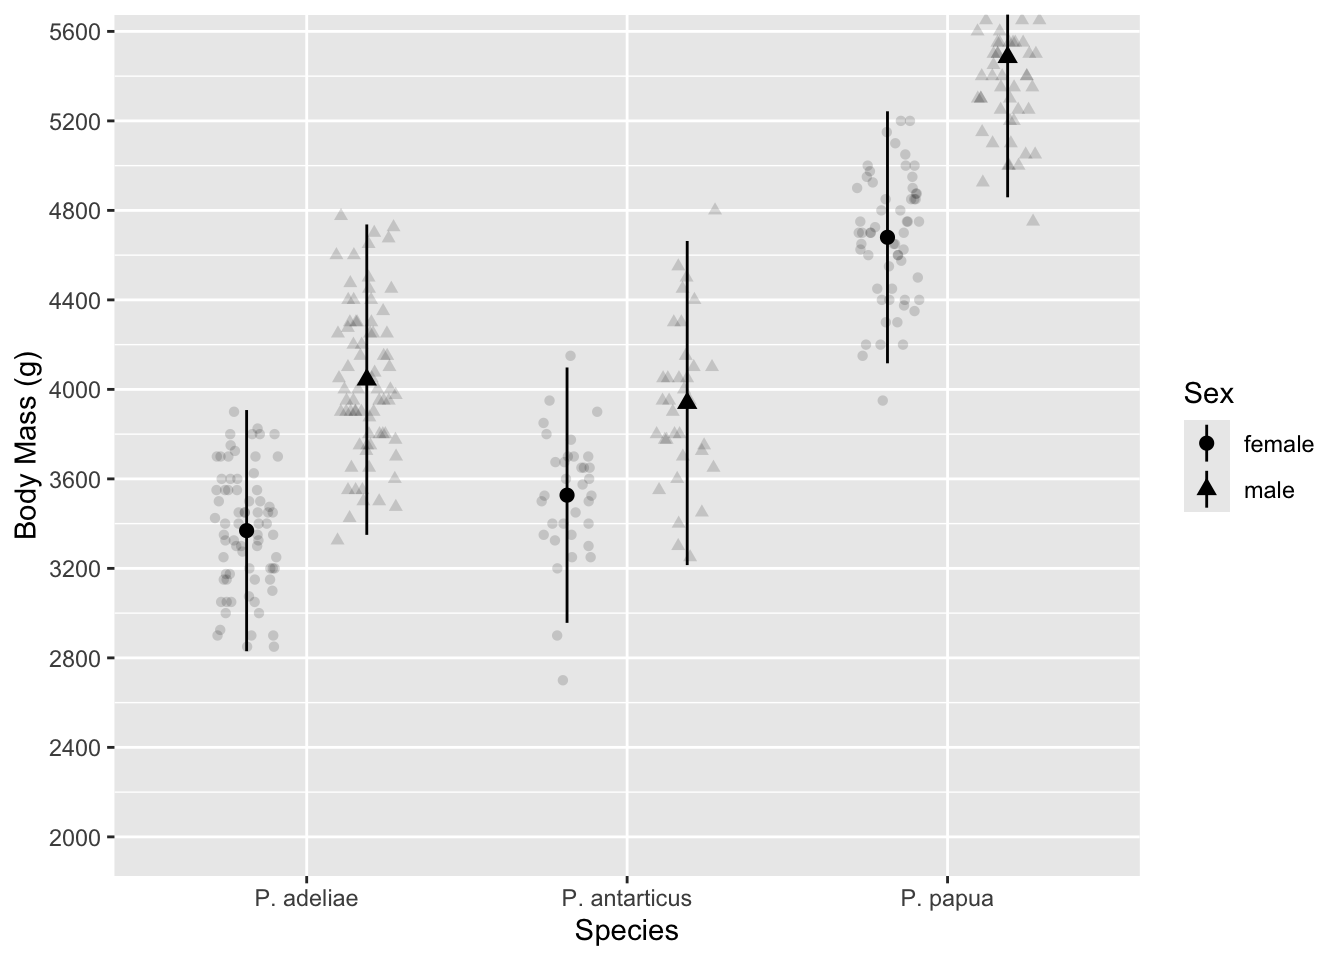 5600
5200
4800
4400
4000
3600
3200
2800
2400
2000
Body Mass (g)
P. adeliae
P. antarticus
P. papua
Species
Sex
female
male